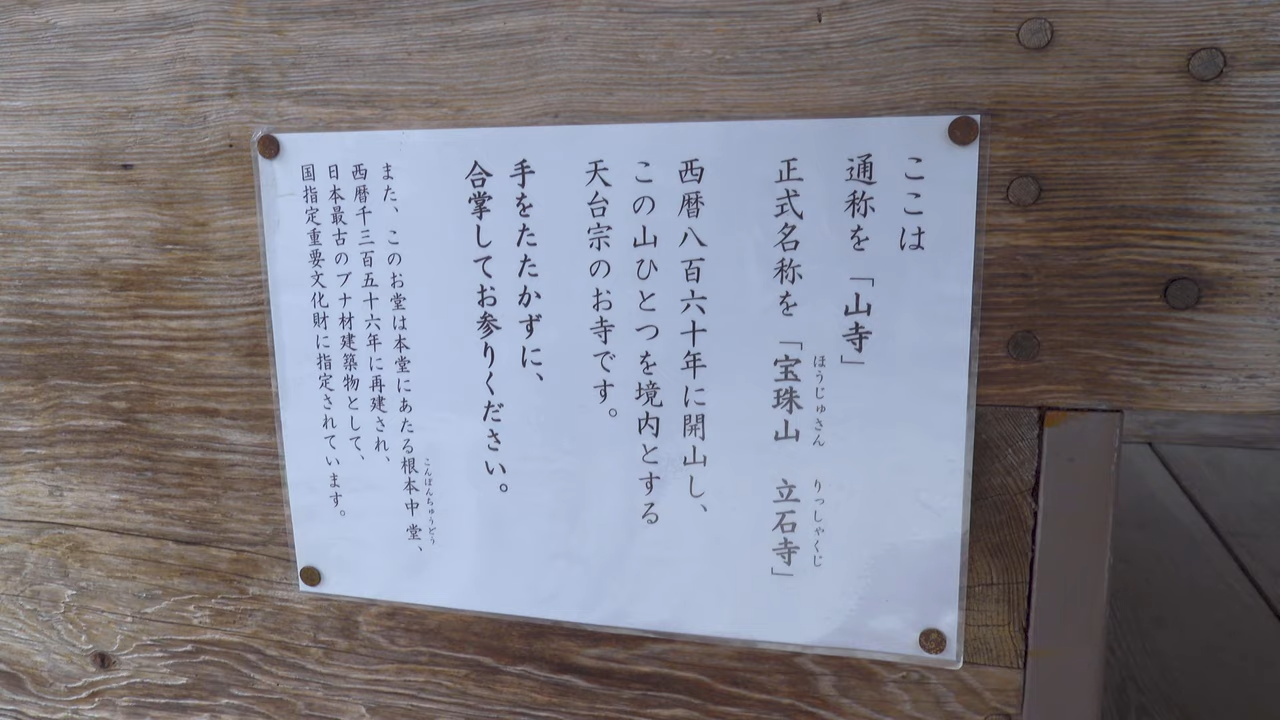 ここは
通称を「山寺」
正式名称を「宝珠山 立石寺」
ほうじゅさん りっしゃくじ
西暦八百六十年に開山し、
この山ひとつを境内とする
天台宗のお寺です。
手をたたかずに、
合掌してお参りください。
また、このお堂は本堂にあたる根本中堂、
こんぽんちゅうどう
西暦千三百五十六年に再建され、
日本最古のブナ材建築物として、
国指定重要文化財に指定されています。